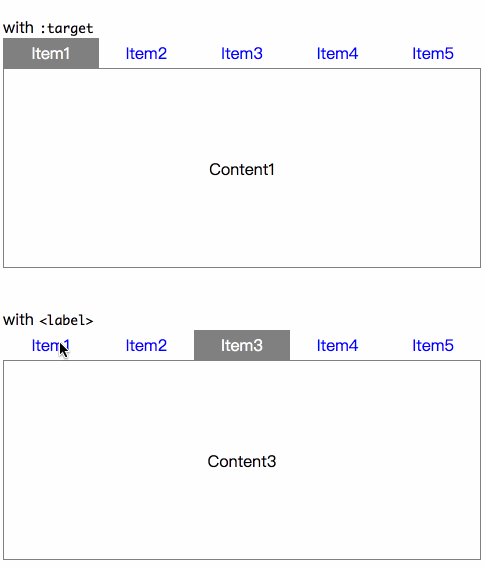 with :target
Item1 Item2 Item3 Item4 Item5
Content1
with <label>
Item1 Item2 Item3 Item4 Item5
Content3